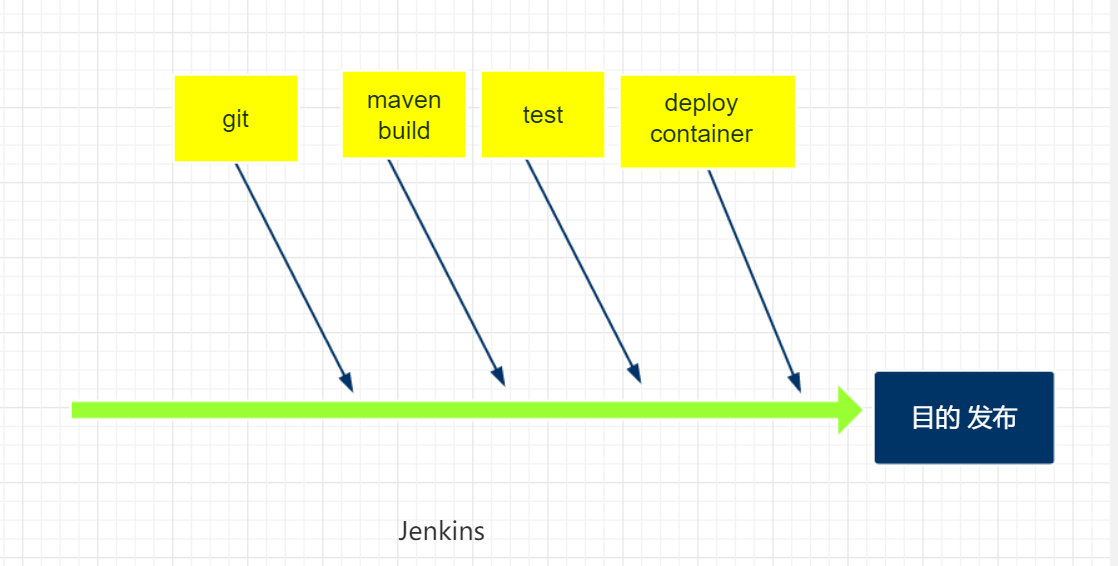 git
maven
build
test
deploy
container
目的 发布
Jenkins